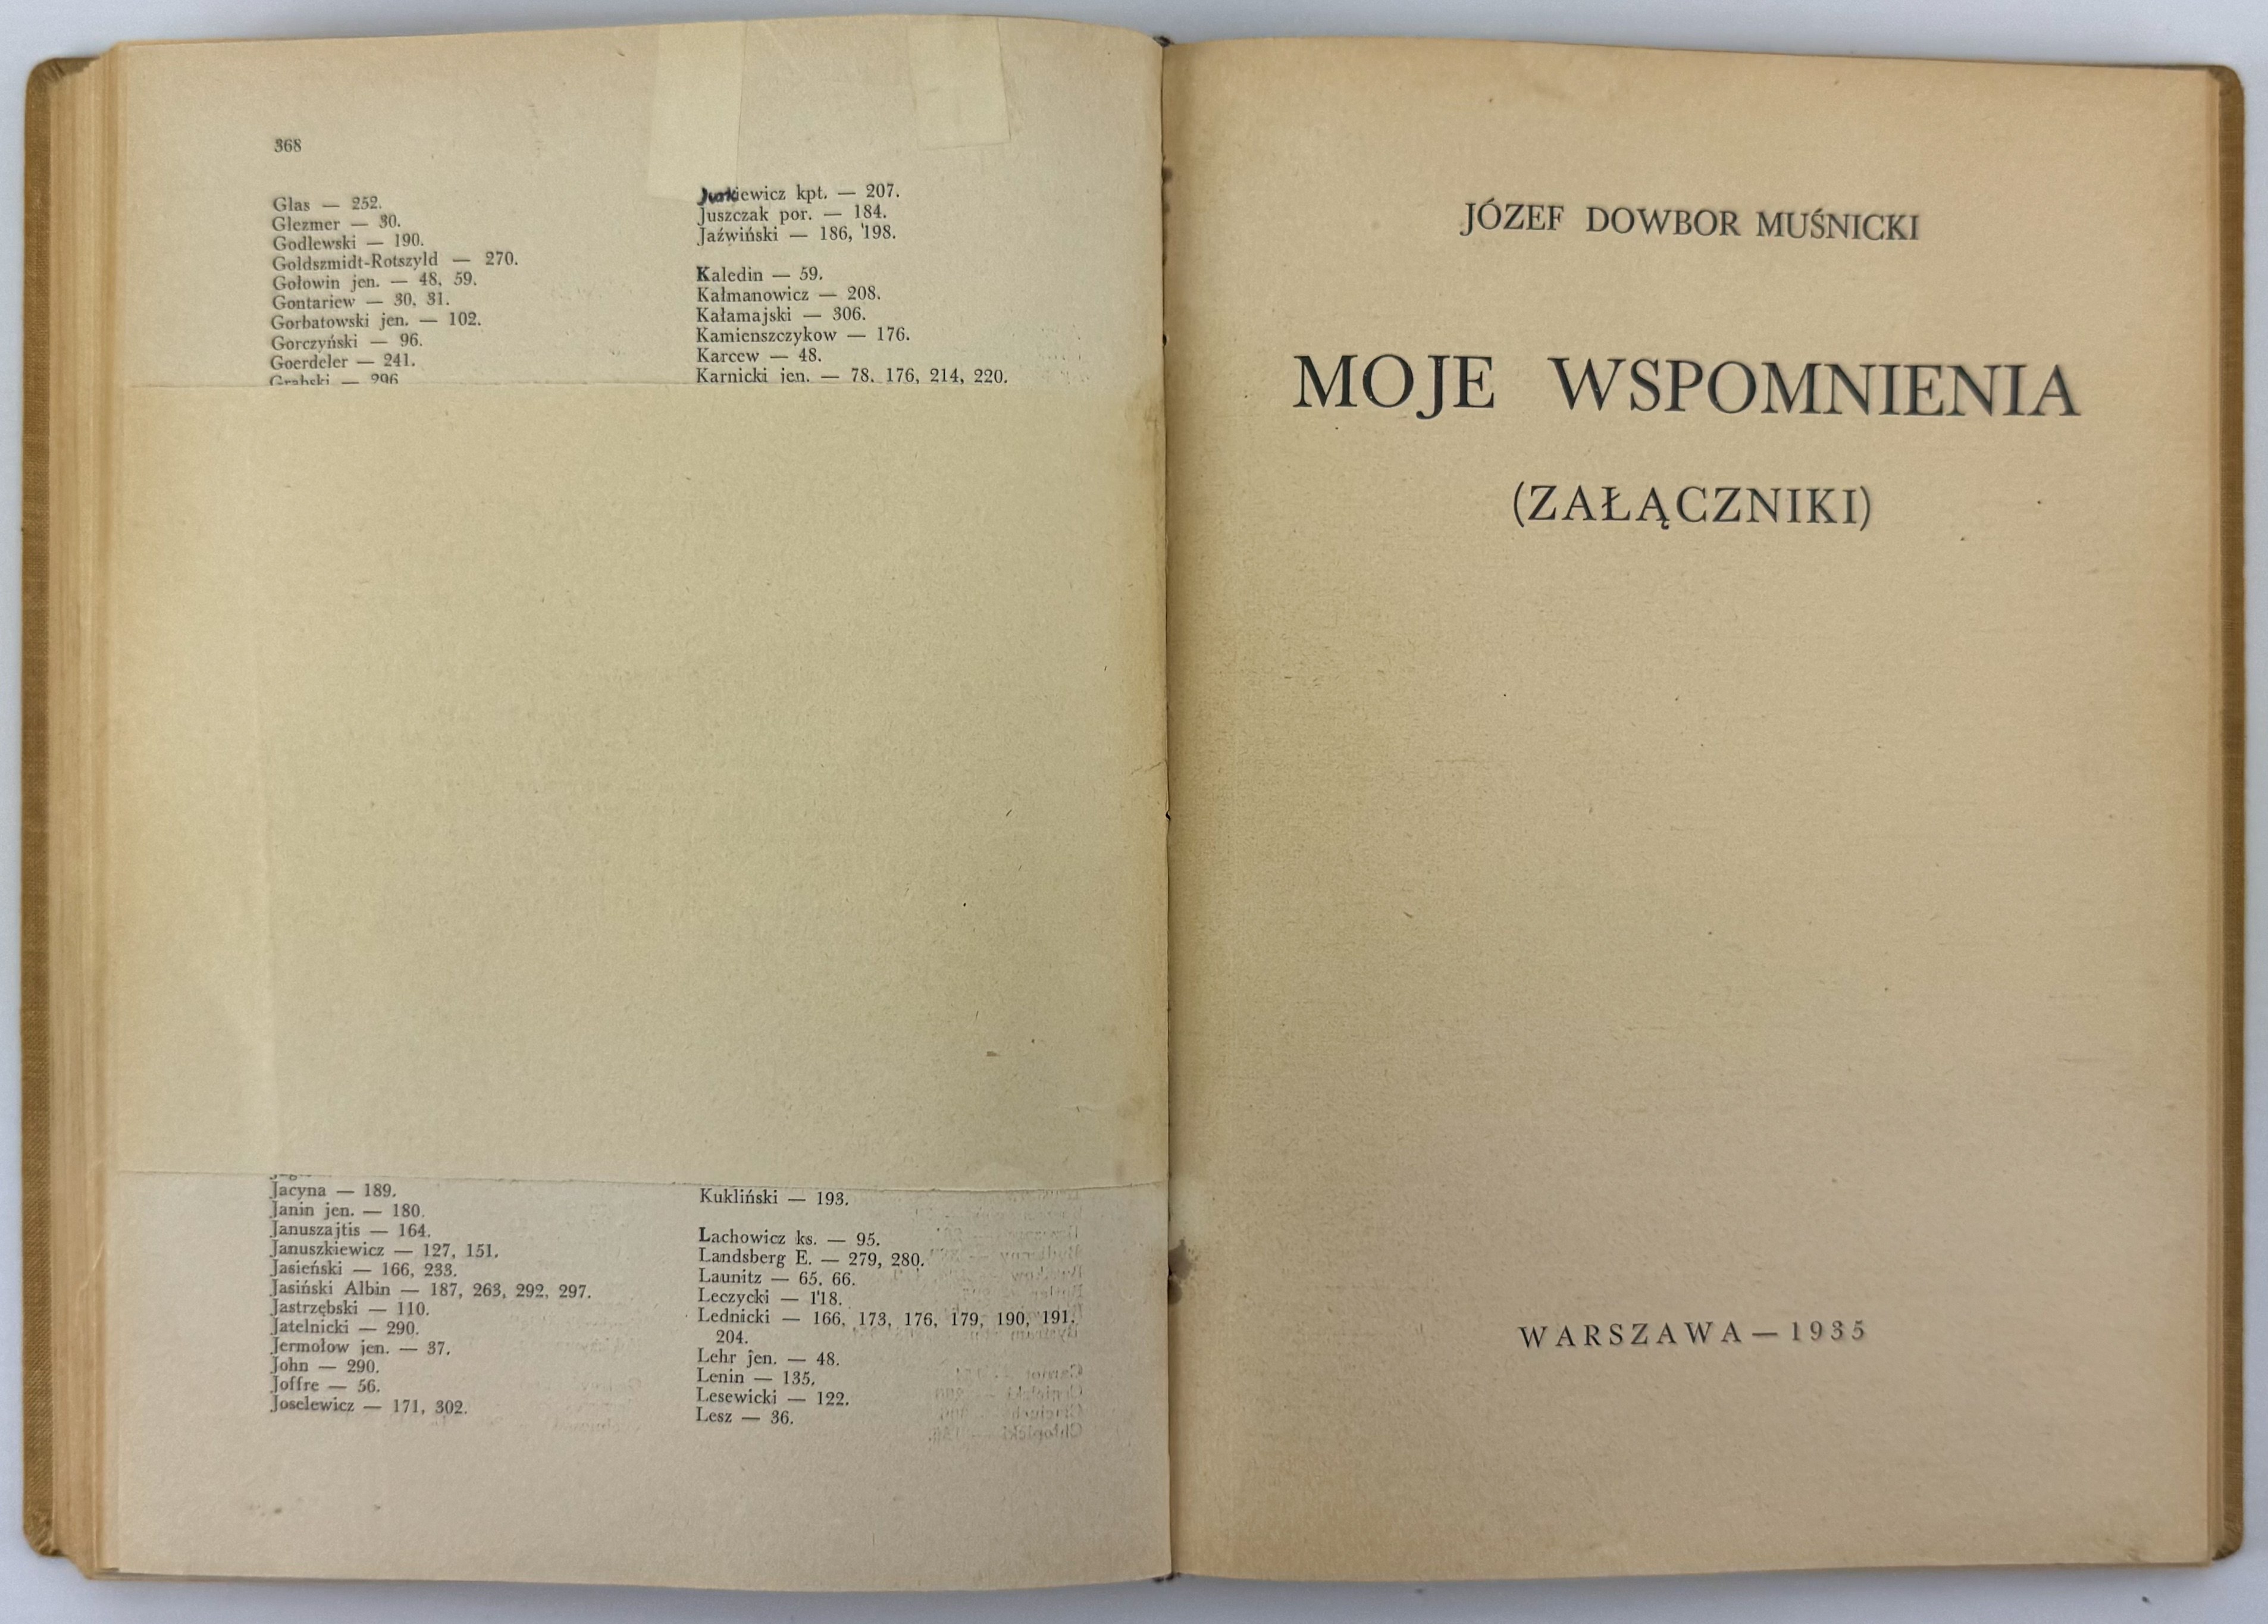 368
Glas — 252.
Glezmer — 30.
Godlewski — 190.
Goldszmidt-Rotszyld — 270.
Gołowin jen. — 48, 59.
Gontariew — 30, 31.
Gorbatowski jen. — 102.
Gorczyński — 96.
Goerdeler — 241.
Grabski — 296
Jacyna — 189.
Janin jen. — 180.
Januszajtis — 164.
Januszkiewicz — 127, 151.
Jasieński — 166, 233.
Jasiński Albin — 187, 263, 292, 297.
Jastrzębski — 110.
Jatelnicki — 290.
Jermołow jen. — 37.
John — 290.
Joffre — 56.
Joselewicz — 171, 302.
Junkiewicz kpt. — 207.
Juszczak por. — 184.
Jaźwiński — 186, 198.
Kaledin — 59.
Kałmanowicz — 208.
Kałamajski — 306.
Kamienszczykow — 176.
Karcew — 48.
Karnicki jen. — 78, 176, 214, 220.
Kukliński — 193.
Lachowicz ks. — 95.
Landsberg E. — 279, 280.
Launitz — 65, 66.
Leczycki — 118.
Lednicki — 166, 173, 176, 179, 190, 191,
204.
Lehr jen. — 48.
Lenin — 135.
Lesewicki — 122.
Lesz — 36.
JÓZEF DOWBOR MUŚNICKI
MOJE WSPOMNIENIA
(ZAŁĄCZNIKI)
WARSZAWA — 1935